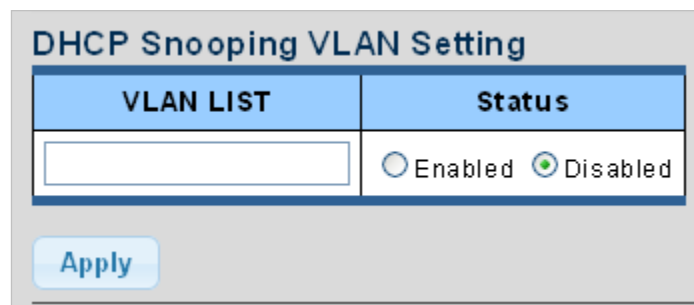 DHCP Snooping VLAN Setting
VLAN LIST Status
Enabled Disabled
Apply